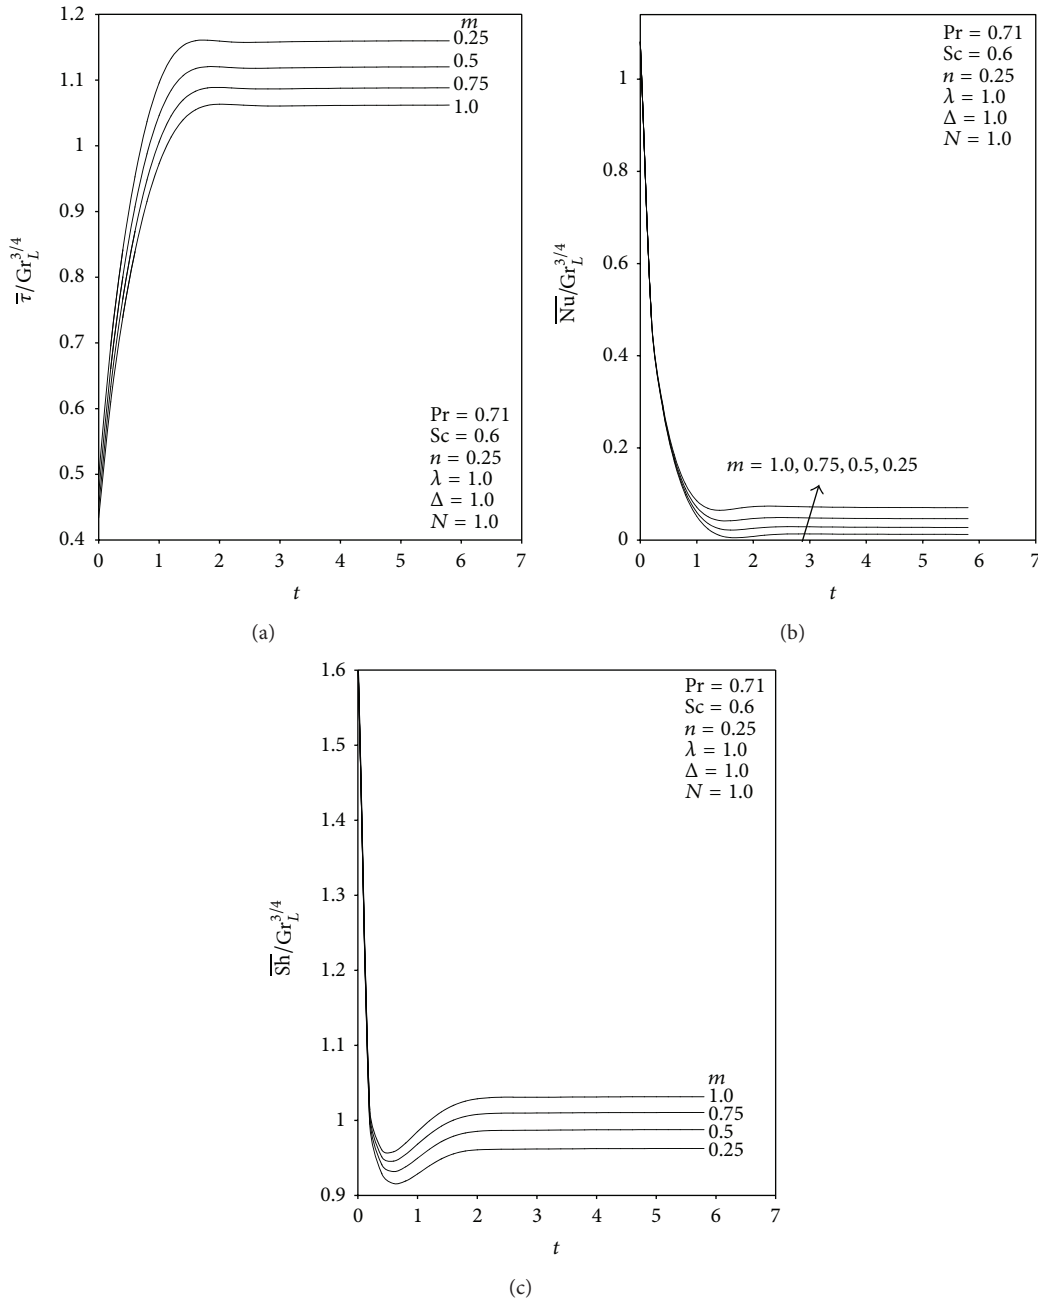 1.2
1.1
1
0.9
0.8
0.7
0.6
0.5
0.4
0 1 2 3 4 5 6 7
t
τ̅/Gr_L^{3/4}
m
0.25
0.5
0.75
1.0
Pr = 0.71
Sc = 0.6
n = 0.25
λ = 1.0
Δ = 1.0
N = 1.0
(a)
1
0.8
0.6
0.4
0.2
0
0 1 2 3 4 5 6 7
t
N̅u̅/Gr_L^{3/4}
Pr = 0.71
Sc = 0.6
n = 0.25
λ = 1.0
Δ = 1.0
N = 1.0
m = 1.0, 0.75, 0.5, 0.25
(b)
1.6
1.5
1.4
1.3
1.2
1.1
1
0.9
0 1 2 3 4 5 6 7
t
S̅h̅/Gr_L^{3/4}
Pr = 0.71
Sc = 0.6
n = 0.25
λ = 1.0
Δ = 1.0
N = 1.0
m
1.0
0.75
0.5
0.25
(c)